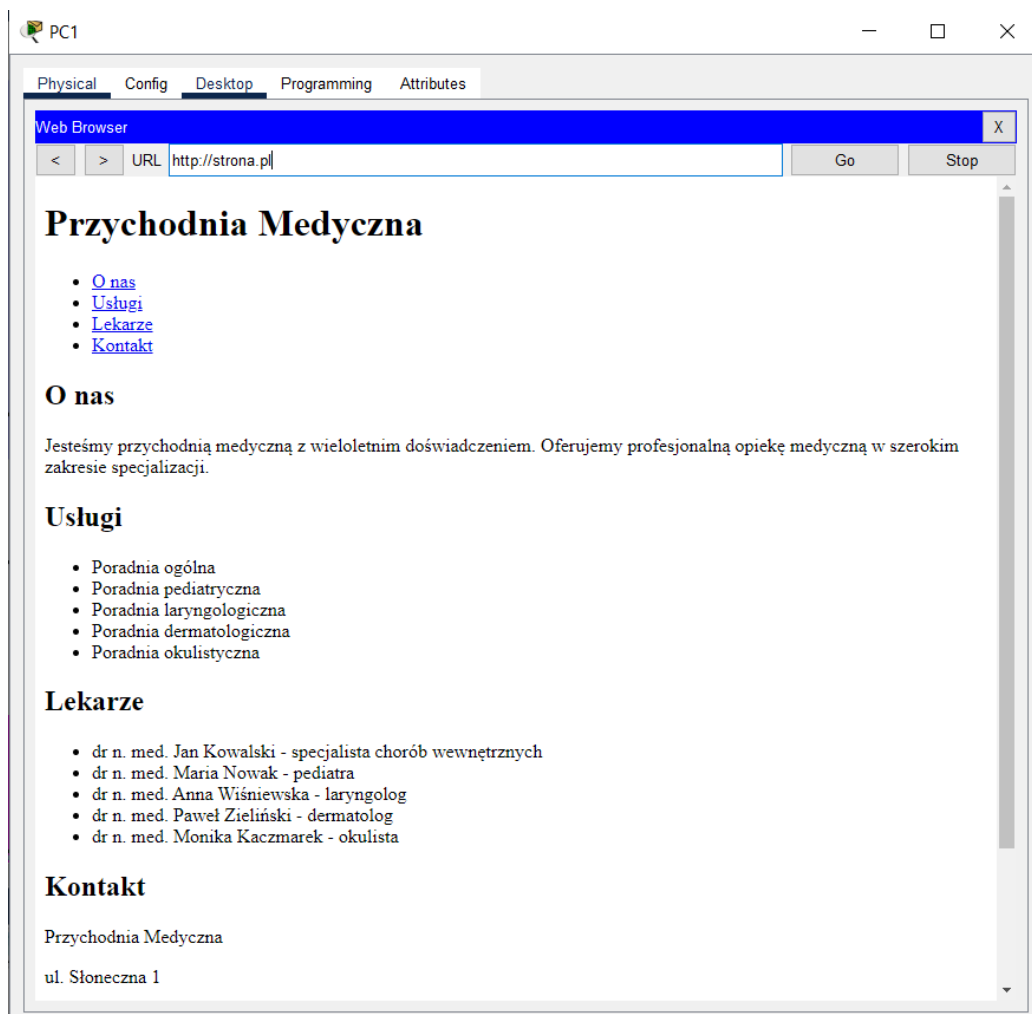 PC1
Physical Config Desktop Programming Attributes
Web Browser X
< > URL http://strona.pl Go Stop
Przychodnia Medyczna
O nas
Usługi
Lekarze
Kontakt
O nas
Jesteśmy przychodnią medyczną z wieloletnim doświadczeniem. Oferujemy profesjonalną opiekę medyczną w szerokim
zakresie specjalizacji.
Usługi
Poradnia ogólna
Poradnia pediatryczna
Poradnia laryngologiczna
Poradnia dermatologiczna
Poradnia okulistyczna
Lekarze
dr n. med. Jan Kowalski - specjalista chorób wewnętrznych
dr n. med. Maria Nowak - pediatra
dr n. med. Anna Wiśniewska - laryngolog
dr n. med. Paweł Zieliński - dermatolog
dr n. med. Monika Kaczmarek - okulista
Kontakt
Przychodnia Medyczna
ul. Słoneczna 1